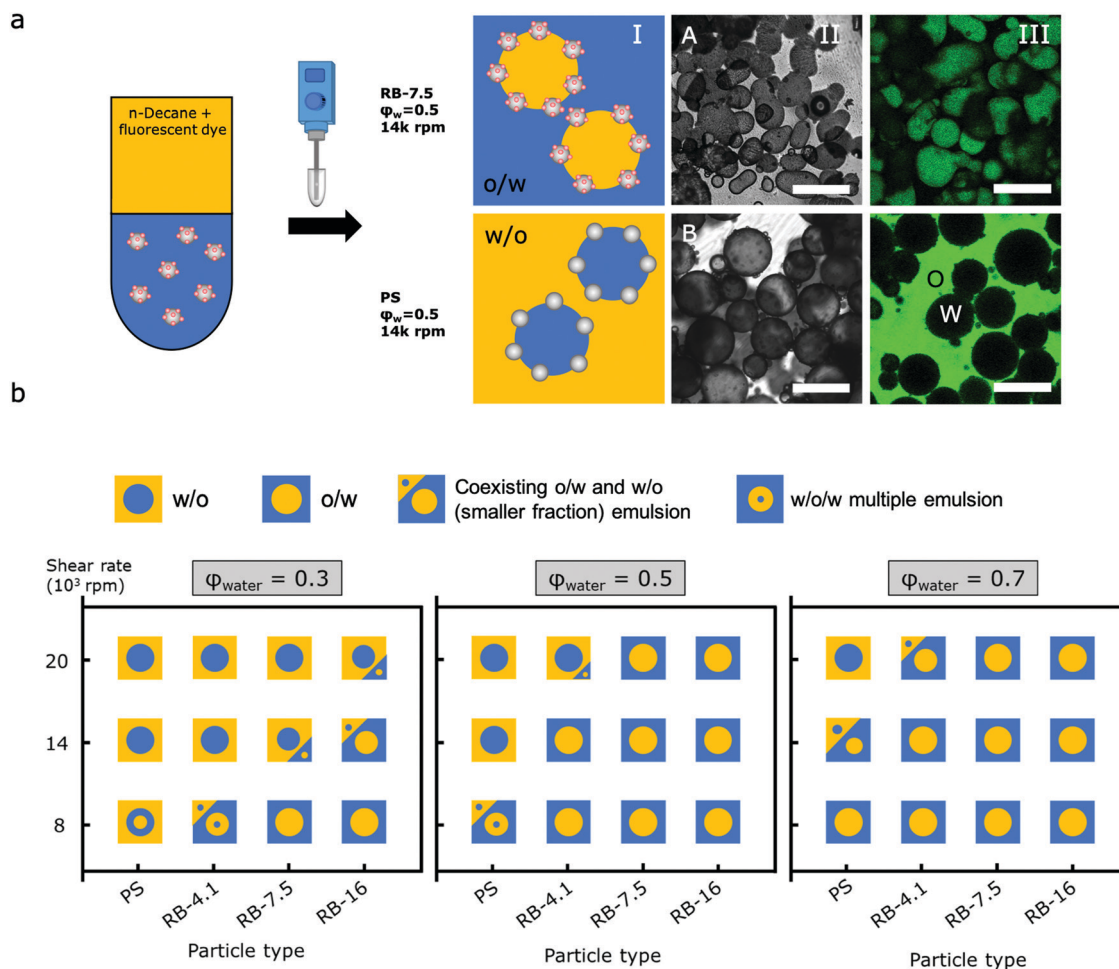 a
n-Decane +
fluorescent dye
RB-7.5
φw=0.5
14k rpm
PS
φw=0.5
14k rpm
I
o/w
A
II
III
w/o
B
O
W
b
w/o
o/w
Coexisting o/w and w/o
(smaller fraction) emulsion
w/o/w multiple emulsion
Shear rate
(10³ rpm)
φwater = 0.3
φwater = 0.5
φwater = 0.7
20
14
8
PS
RB-4.1
RB-7.5
RB-16
PS
RB-4.1
RB-7.5
RB-16
PS
RB-4.1
RB-7.5
RB-16
Particle type
Particle type
Particle type